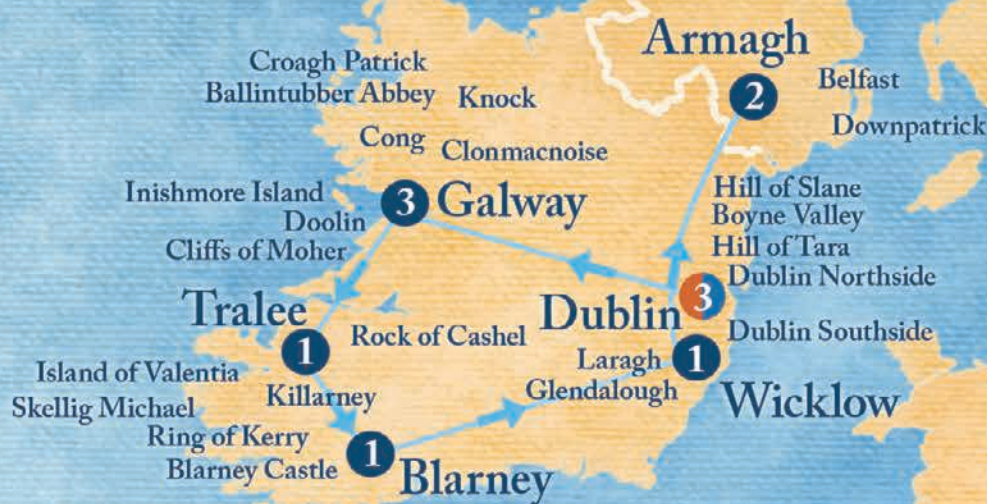 Armagh
2
Belfast
Downpatrick
Croagh Patrick
Ballintubber Abbey
Knock
Cong
Clonmacnoise
Inishmore Island
3
Galway
Doolin
Cliffs of Moher
Hill of Slane
Boyne Valley
Hill of Tara
Dublin Northside
Dublin
3
Dublin Southside
Tralee
1
Rock of Cashel
Laragh
1
Glendalough
Wicklow
Island of Valentia
Killarney
Skellig Michael
Ring of Kerry
Blarney Castle
1
Blarney